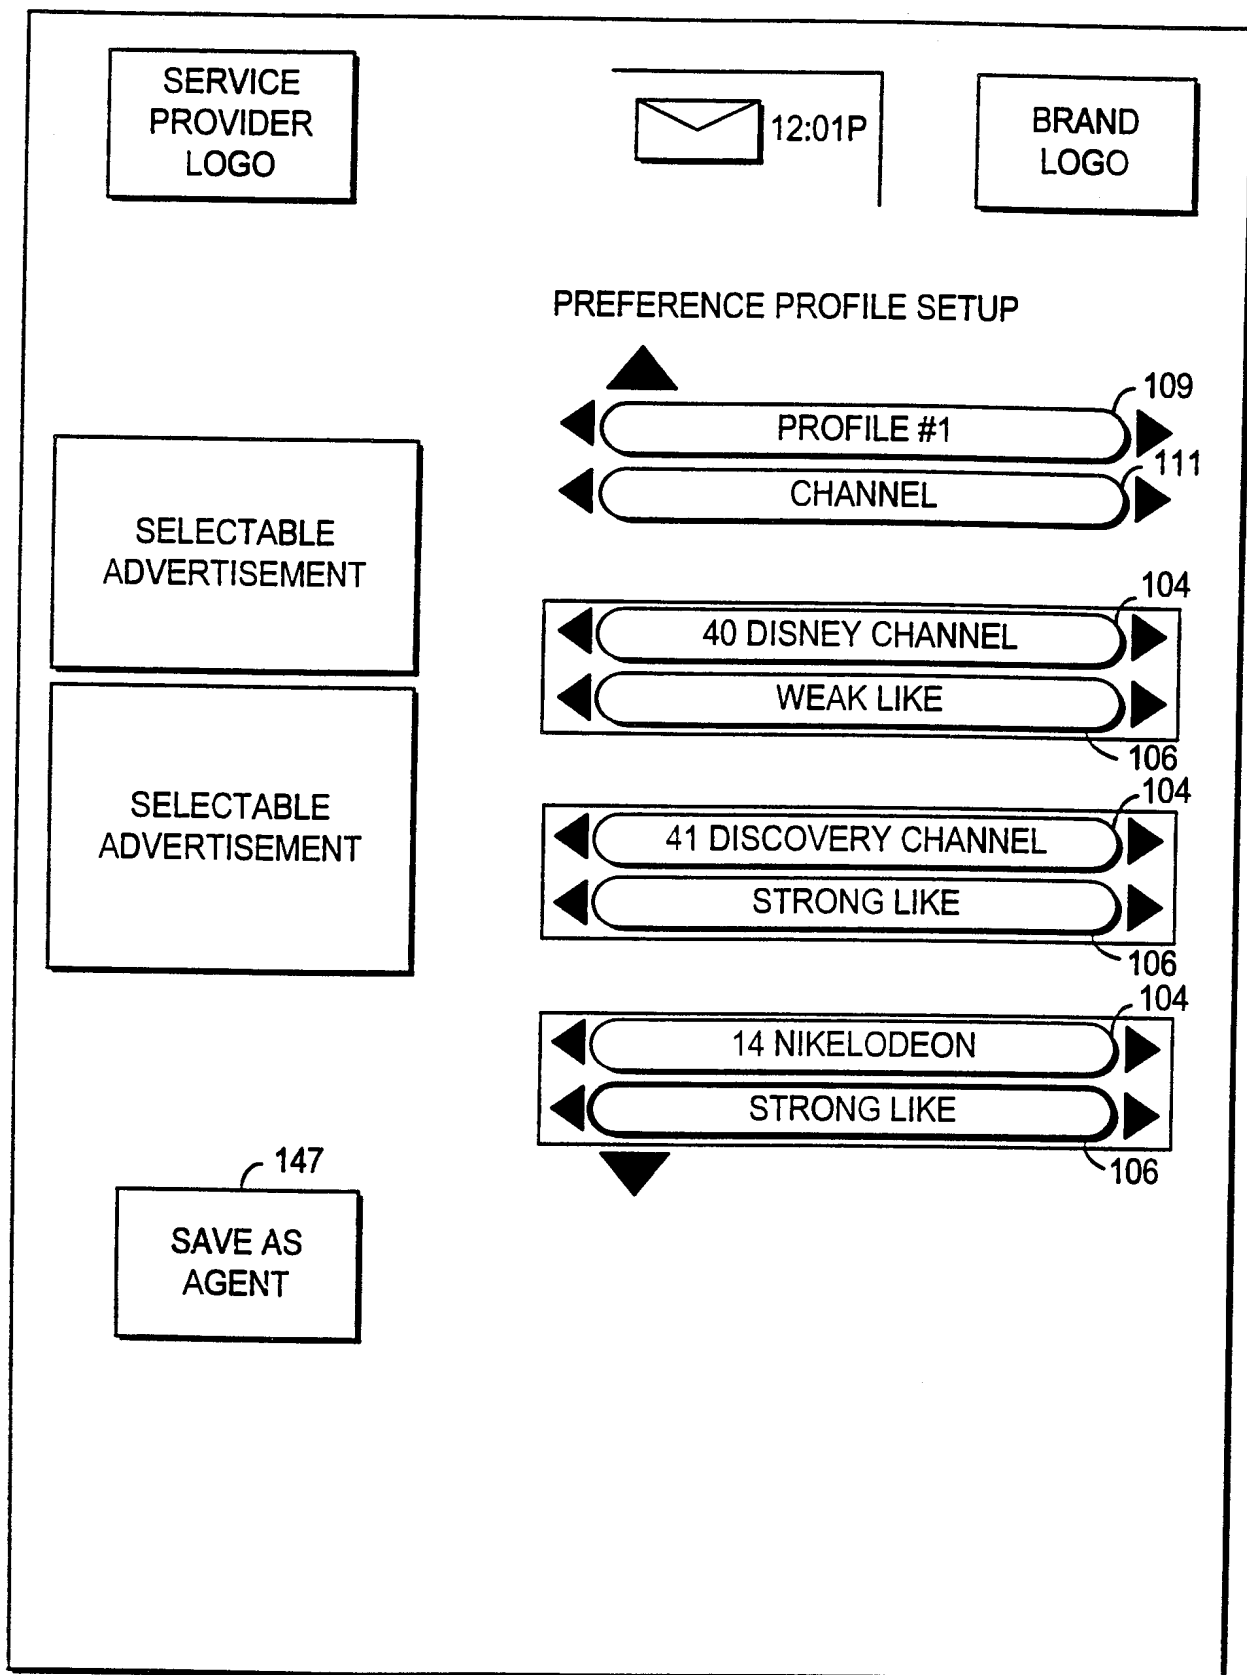 SERVICE
PROVIDER
LOGO
12:01P
BRAND
LOGO
PREFERENCE PROFILE SETUP
109
PROFILE #1
111
CHANNEL
SELECTABLE
ADVERTISEMENT
104
40 DISNEY CHANNEL
WEAK LIKE
106
SELECTABLE
ADVERTISEMENT
104
41 DISCOVERY CHANNEL
STRONG LIKE
106
104
14 NIKELODEON
STRONG LIKE
106
147
SAVE AS
AGENT